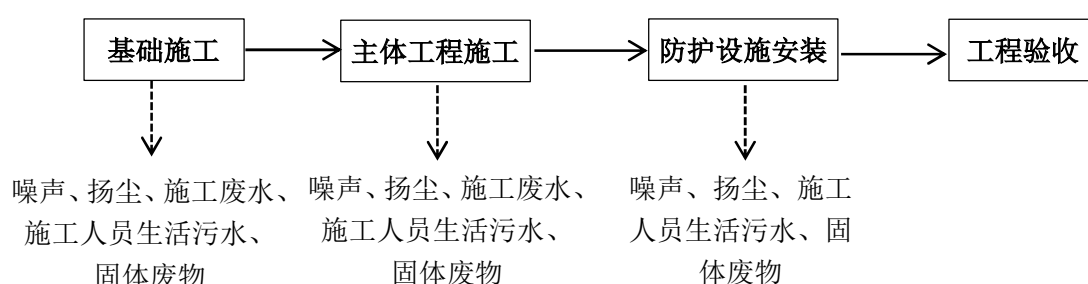 基础施工
主体工程施工
防护设施安装
工程验收
噪声、扬尘、施工废水、
施工人员生活污水、
固体废物
噪声、扬尘、施工废水、
施工人员生活污水、
固体废物
噪声、扬尘、施工
人员生活污水、固
体废物